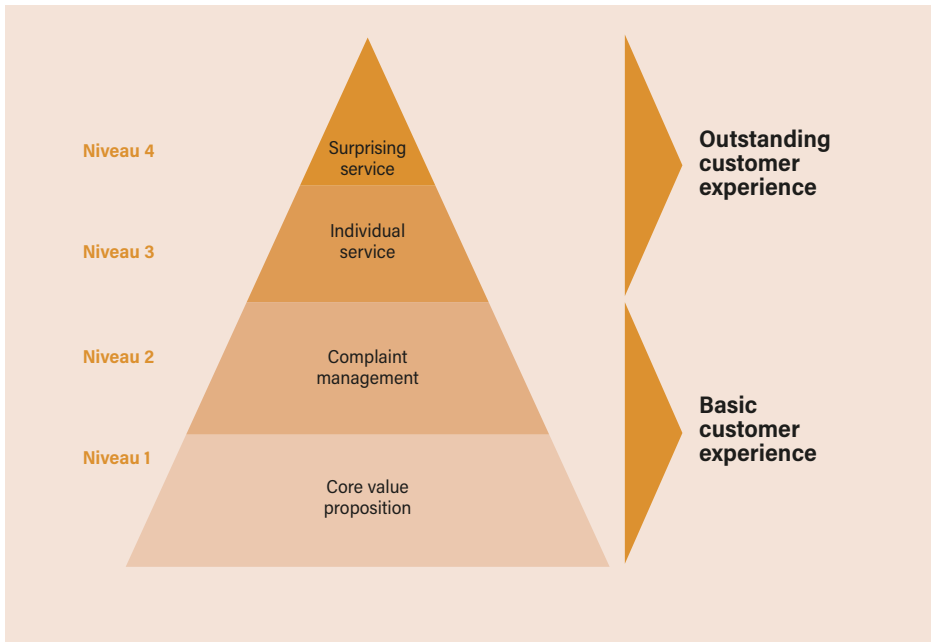 Niveau 4
Surprising
service
Outstanding
customer
experience
Niveau 3
Individual
service
Niveau 2
Complaint
management
Basic
customer
experience
Niveau 1
Core value
proposition